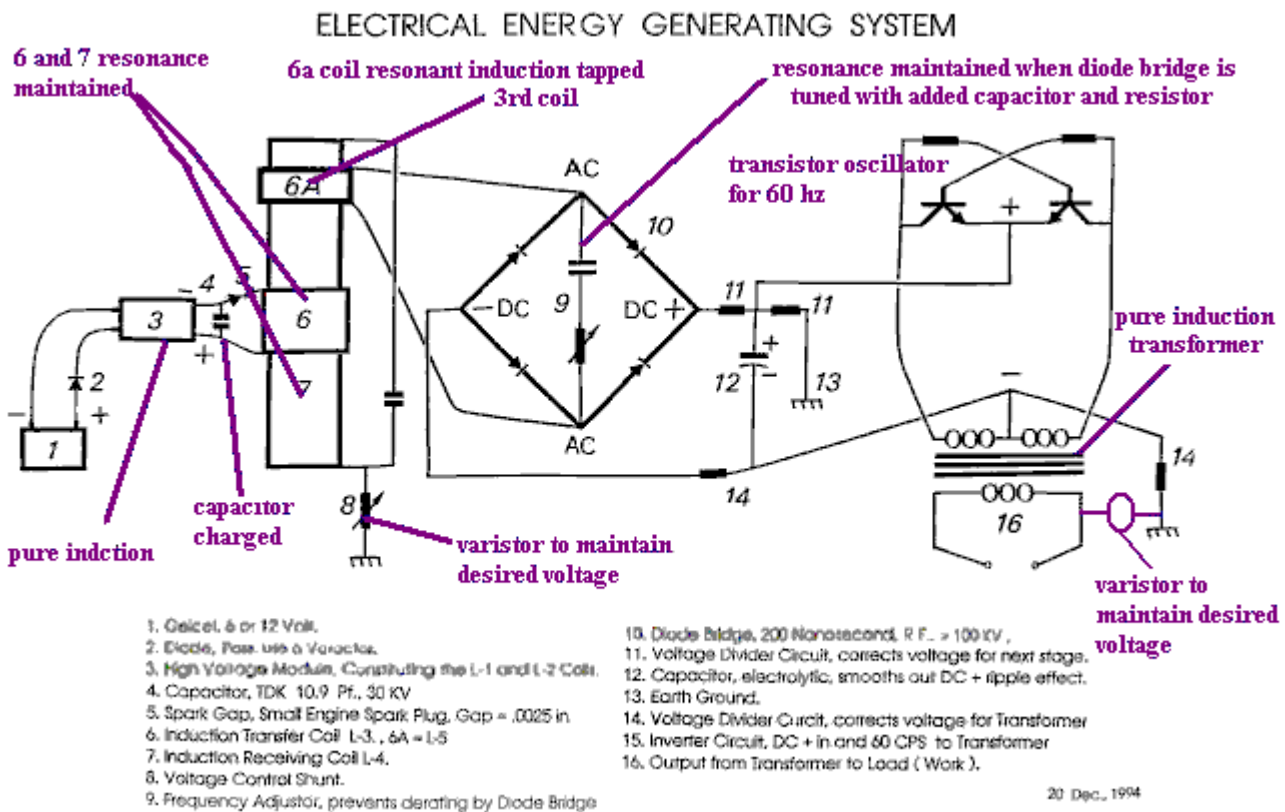 ELECTRICAL ENERGY GENERATING SYSTEM
6 and 7 resonance
maintained
6a coil resonant induction tapped
3rd coil
resonance maintained when diode bridge is
tuned with added capacitor and resistor
transistor oscillator
for 60 hz
6A
AC
10
+
4
5
-
3
6
- DC
9
DC +
11
11
pure induction
transformer
+
2
7
+
12
-
13
-
-
+
1
AC
8
14
14
16
capacitor
charged
pure indction
varistor to maintain
desired voltage
varistor to
maintain desired
voltage
1. Gelcel, 6 or 12 Volt.
2. Diode, Poss. use a Varactor.
3. High Voltage Module, Constituting the L-1 and L-2 Coils.
4. Capacitor, TDK 10.9 Pf., 30 KV
5. Spark Gap, Small Engine Spark Plug, Gap = .0025 in
6. Induction Transfer Coil L-3. , 6A = L-5
7. Induction Receiving Coil L-4.
8. Voltage Control Shunt.
9. Frequency Adjustor, prevents derating by Diode Bridge
10. Diode Bridge, 200 Nanosecond, R F.. > 100 KV ,
11. Voltage Divider Circuit, corrects voltage for next stage.
12. Capacitor, electrolytic, smooths out DC + ripple effect.
13. Earth Ground.
14. Voltage Divider Curcit, corrects voltage for Transformer
15. Inverter Circuit, DC + in and 60 CPS to Transformer
16. Output from Transformer to Load ( Work ).
20 Dec., 1994